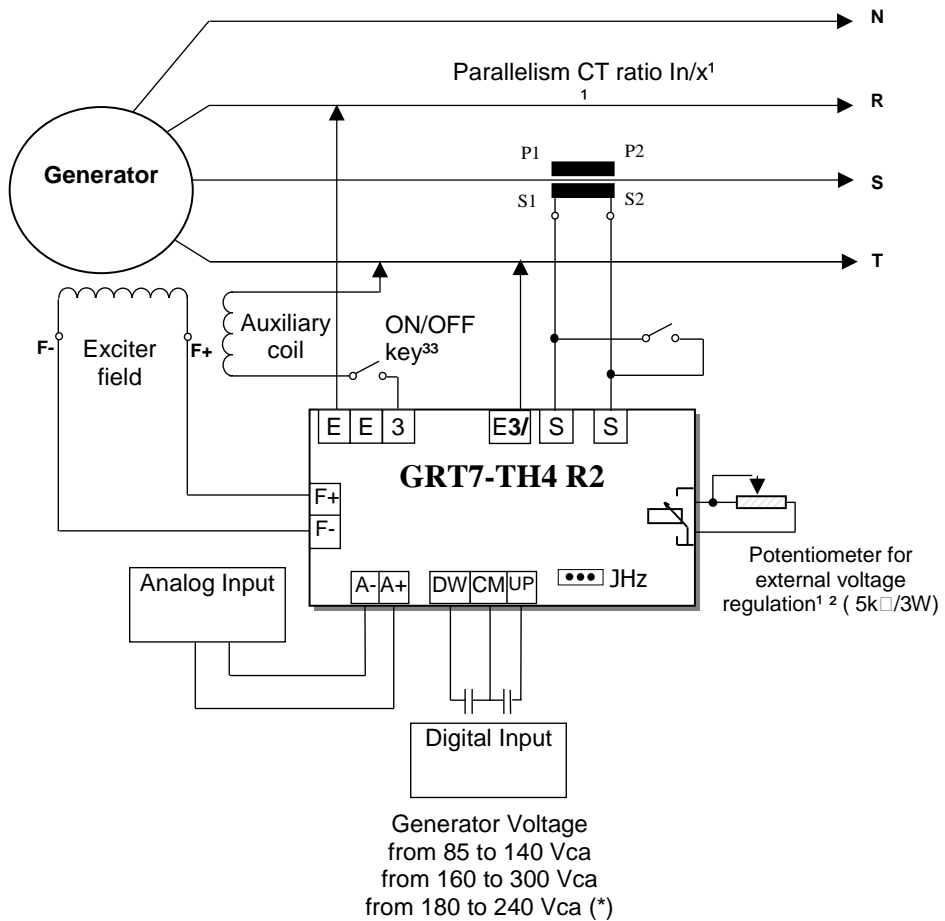 N
Parallelism CT ratio In/x¹
¹
R
P1
P2
Generator
S
S1
S2
T
Auxiliary
coil
ON/OFF
key³³
F-
Exciter
field
F+
E
E
3
E3/
S
S
GRT7-TH4 R2
F+
F-
Analog Input
A-
A+
DW
CM
UP
JHz
Potentiometer for
external voltage
regulation¹ ² ( 5k□/3W)
Digital Input
Generator Voltage
from 85 to 140 Vca
from 160 to 300 Vca
from 180 to 240 Vca (*)